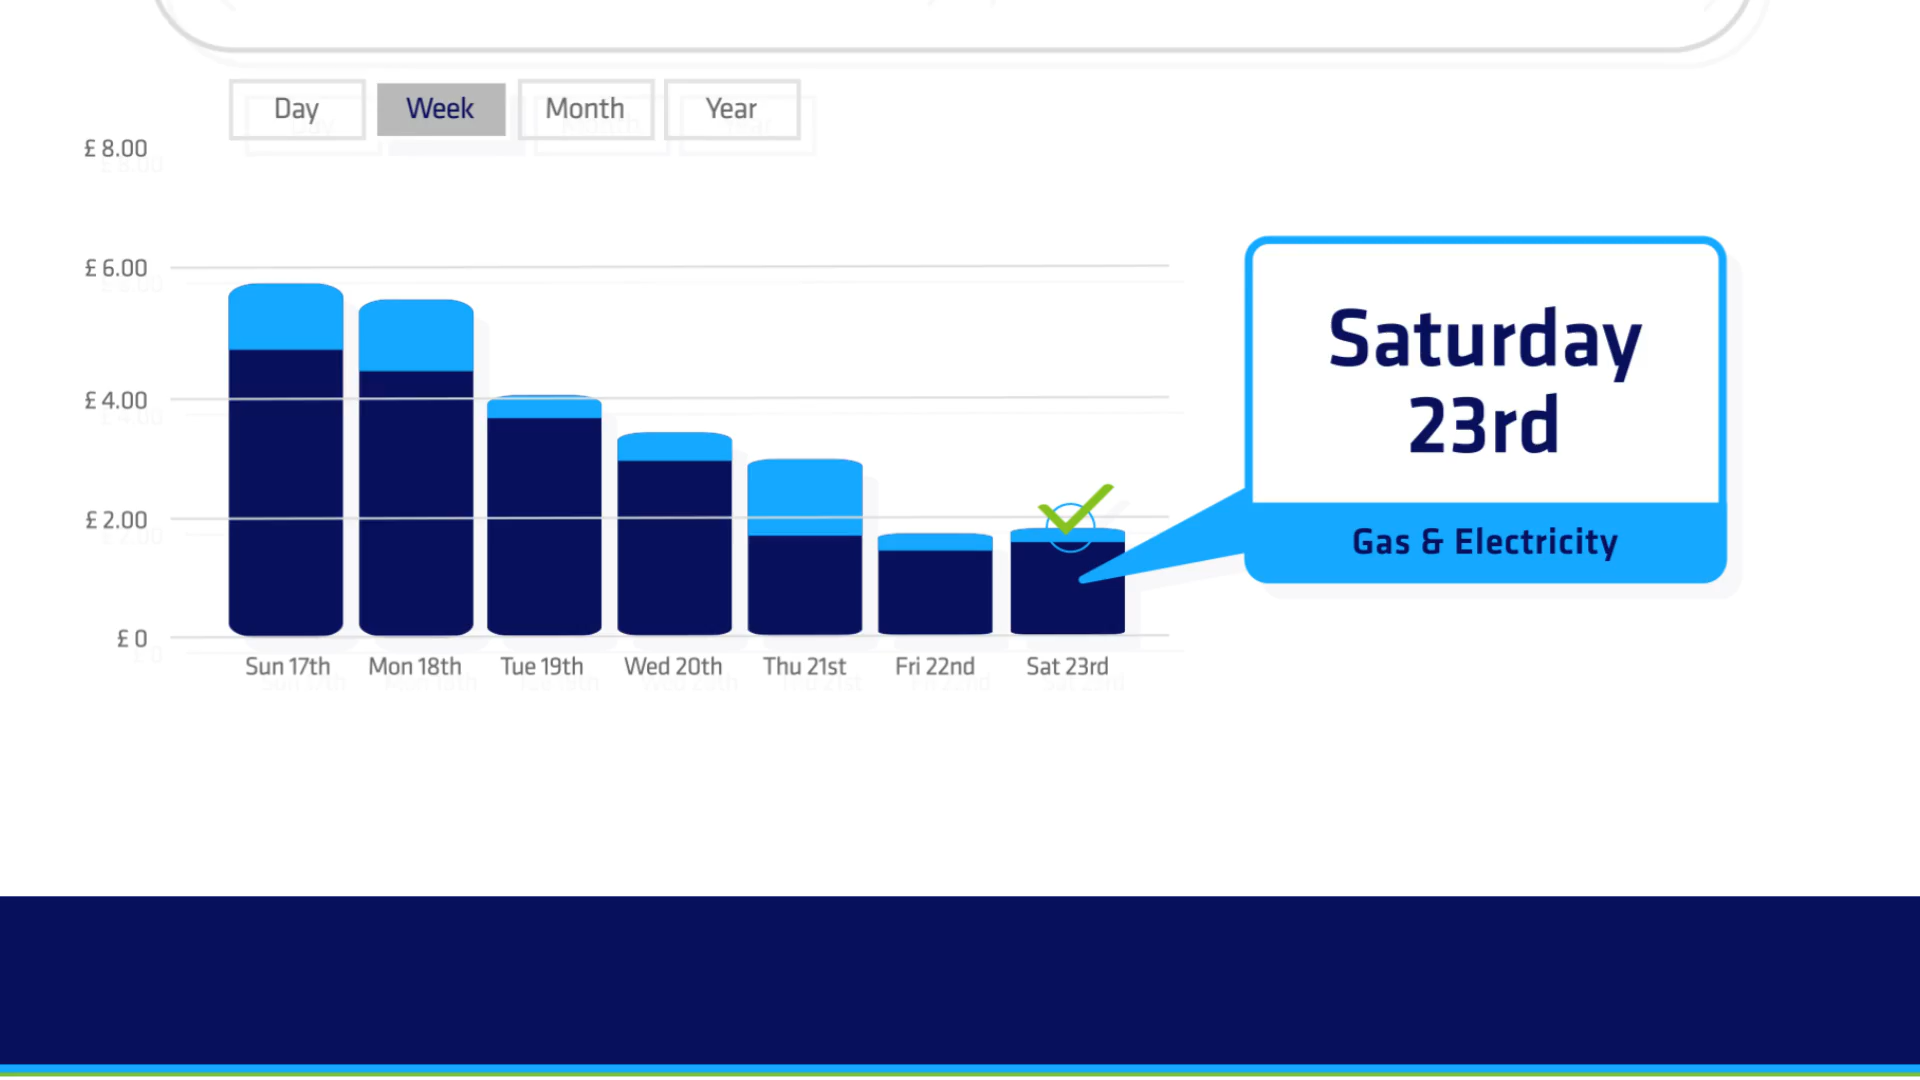 Day Week Month Year
£ 8.00
£ 6.00
£ 4.00
£ 2.00
£ 0
Sun 17th Mon 18th Tue 19th Wed 20th Thu 21st Fri 22nd Sat 23rd
Saturday
23rd
Gas & Electricity